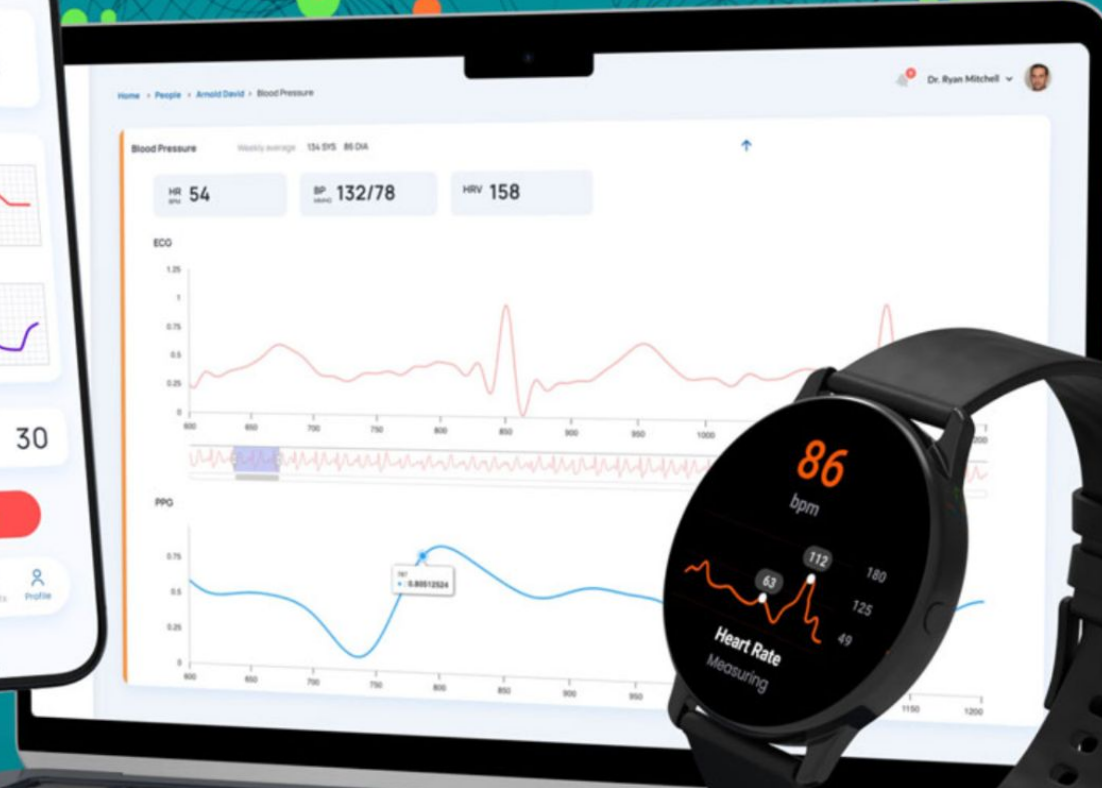 Home > People > Arnold David > Blood Pressure
Dr. Ryan Mitchell
Blood Pressure Weekly average 134 SYS 86 DIA
HR BPM 54
BP MMHG 132/78
HRV 158
ECG
1.25
1
0.75
0.5
0.25
0
600 650 700 750 800 850 900 950 1000 200
PPG
0.75
0.5
0.25
0
787
0.80512524
600 650 700 750 800 850 900 950 1150 1200
30
Profile
86
bpm
112
63
180
125
49
Heart Rate
Measuring